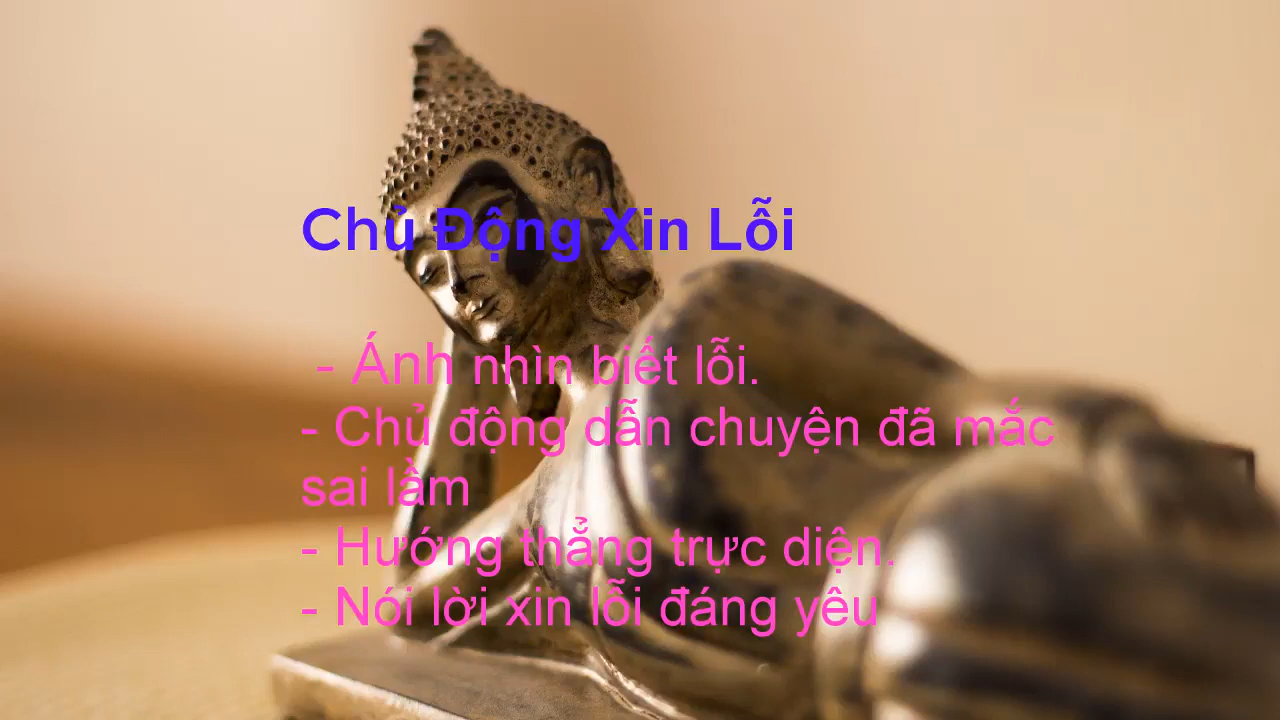 Chủ Động Xin Lỗi
- Ánh nhìn biết lỗi.
- Chủ động dẫn chuyện đã mắc
sai lầm
- Hướng thẳng trực diện.
- Nói lời xin lỗi đáng yêu